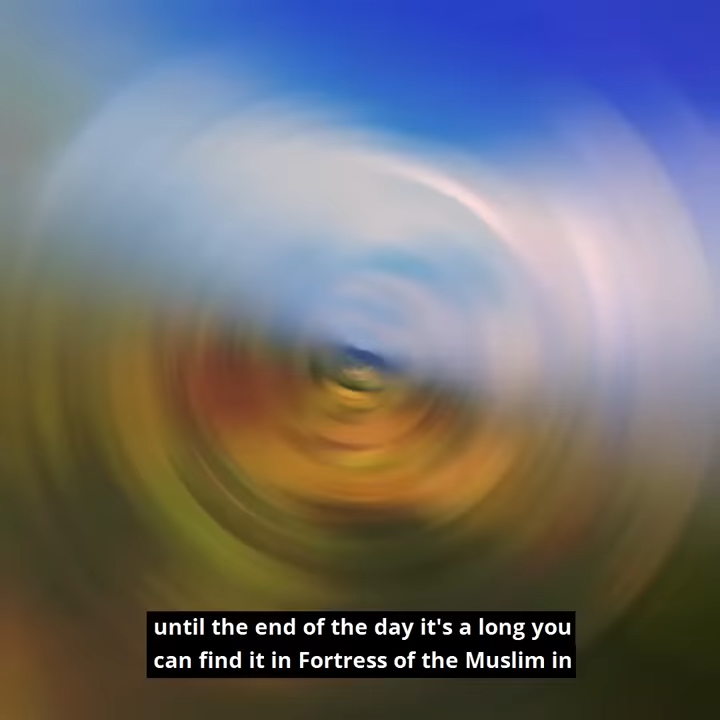 until the end of the day it's a long you
can find it in Fortress of the Muslim in